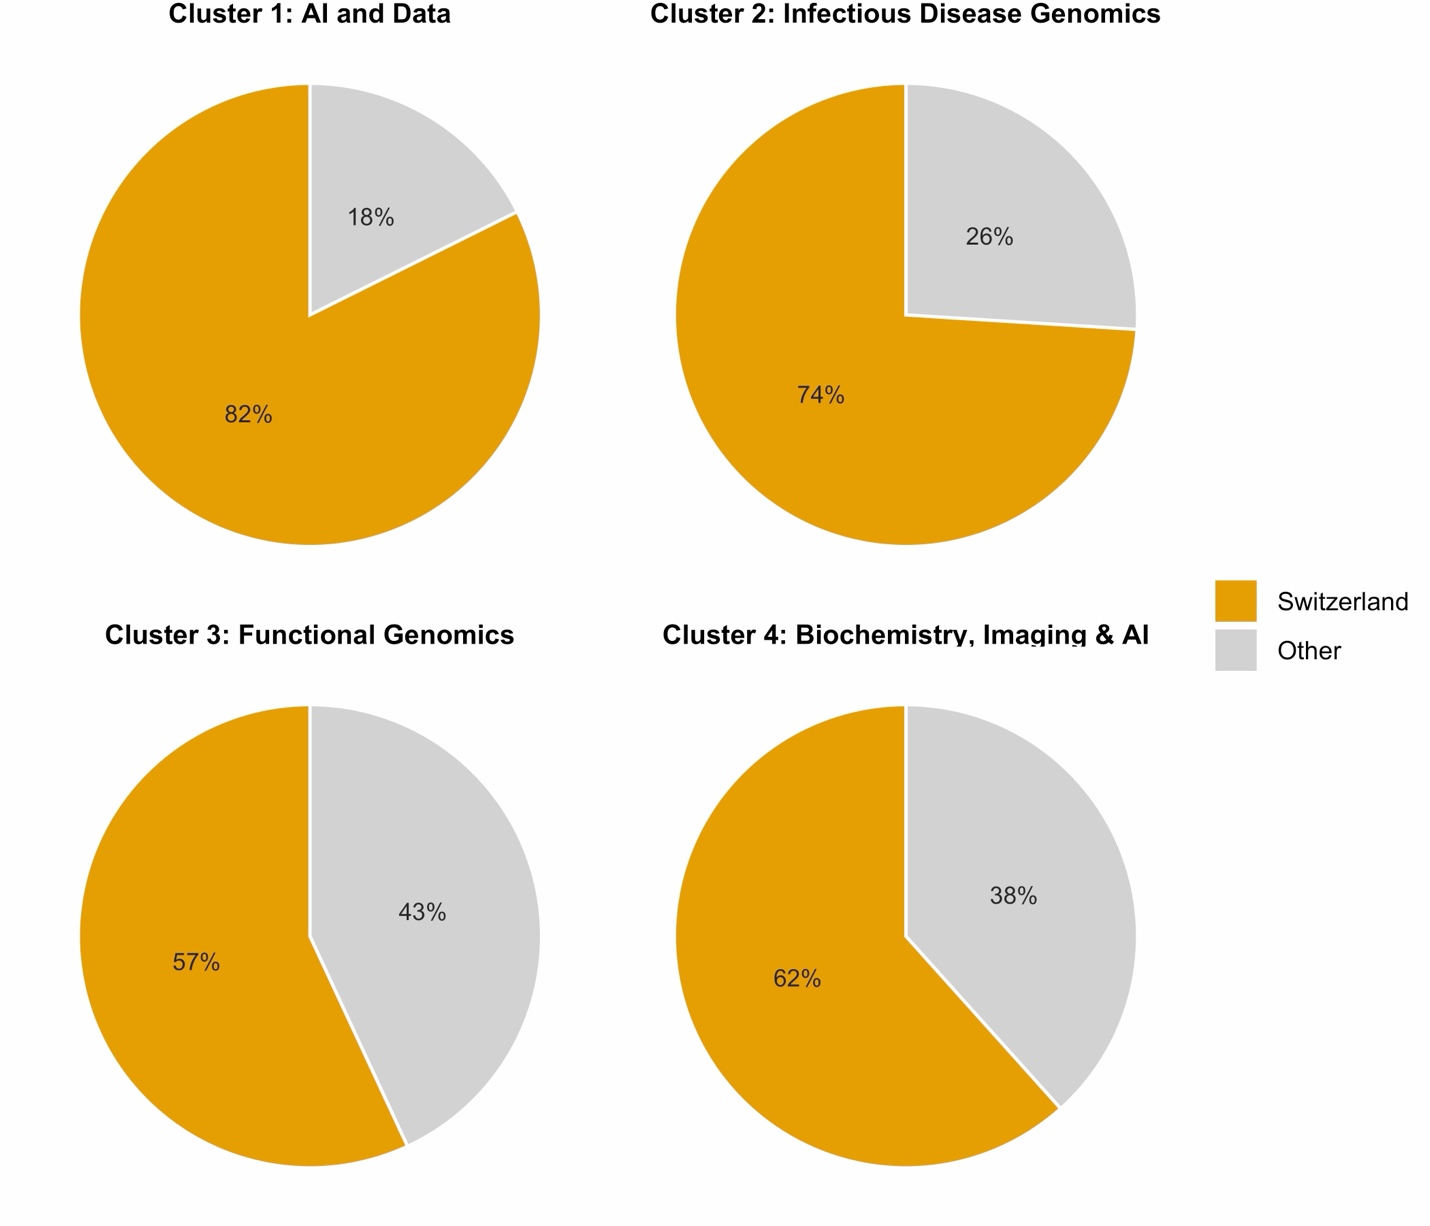 Cluster 1: AI and Data
Cluster 2: Infectious Disease Genomics
18%
82%
26%
74%
Switzerland
Other
Cluster 3: Functional Genomics
Cluster 4: Biochemistry, Imaging & AI
43%
57%
38%
62%